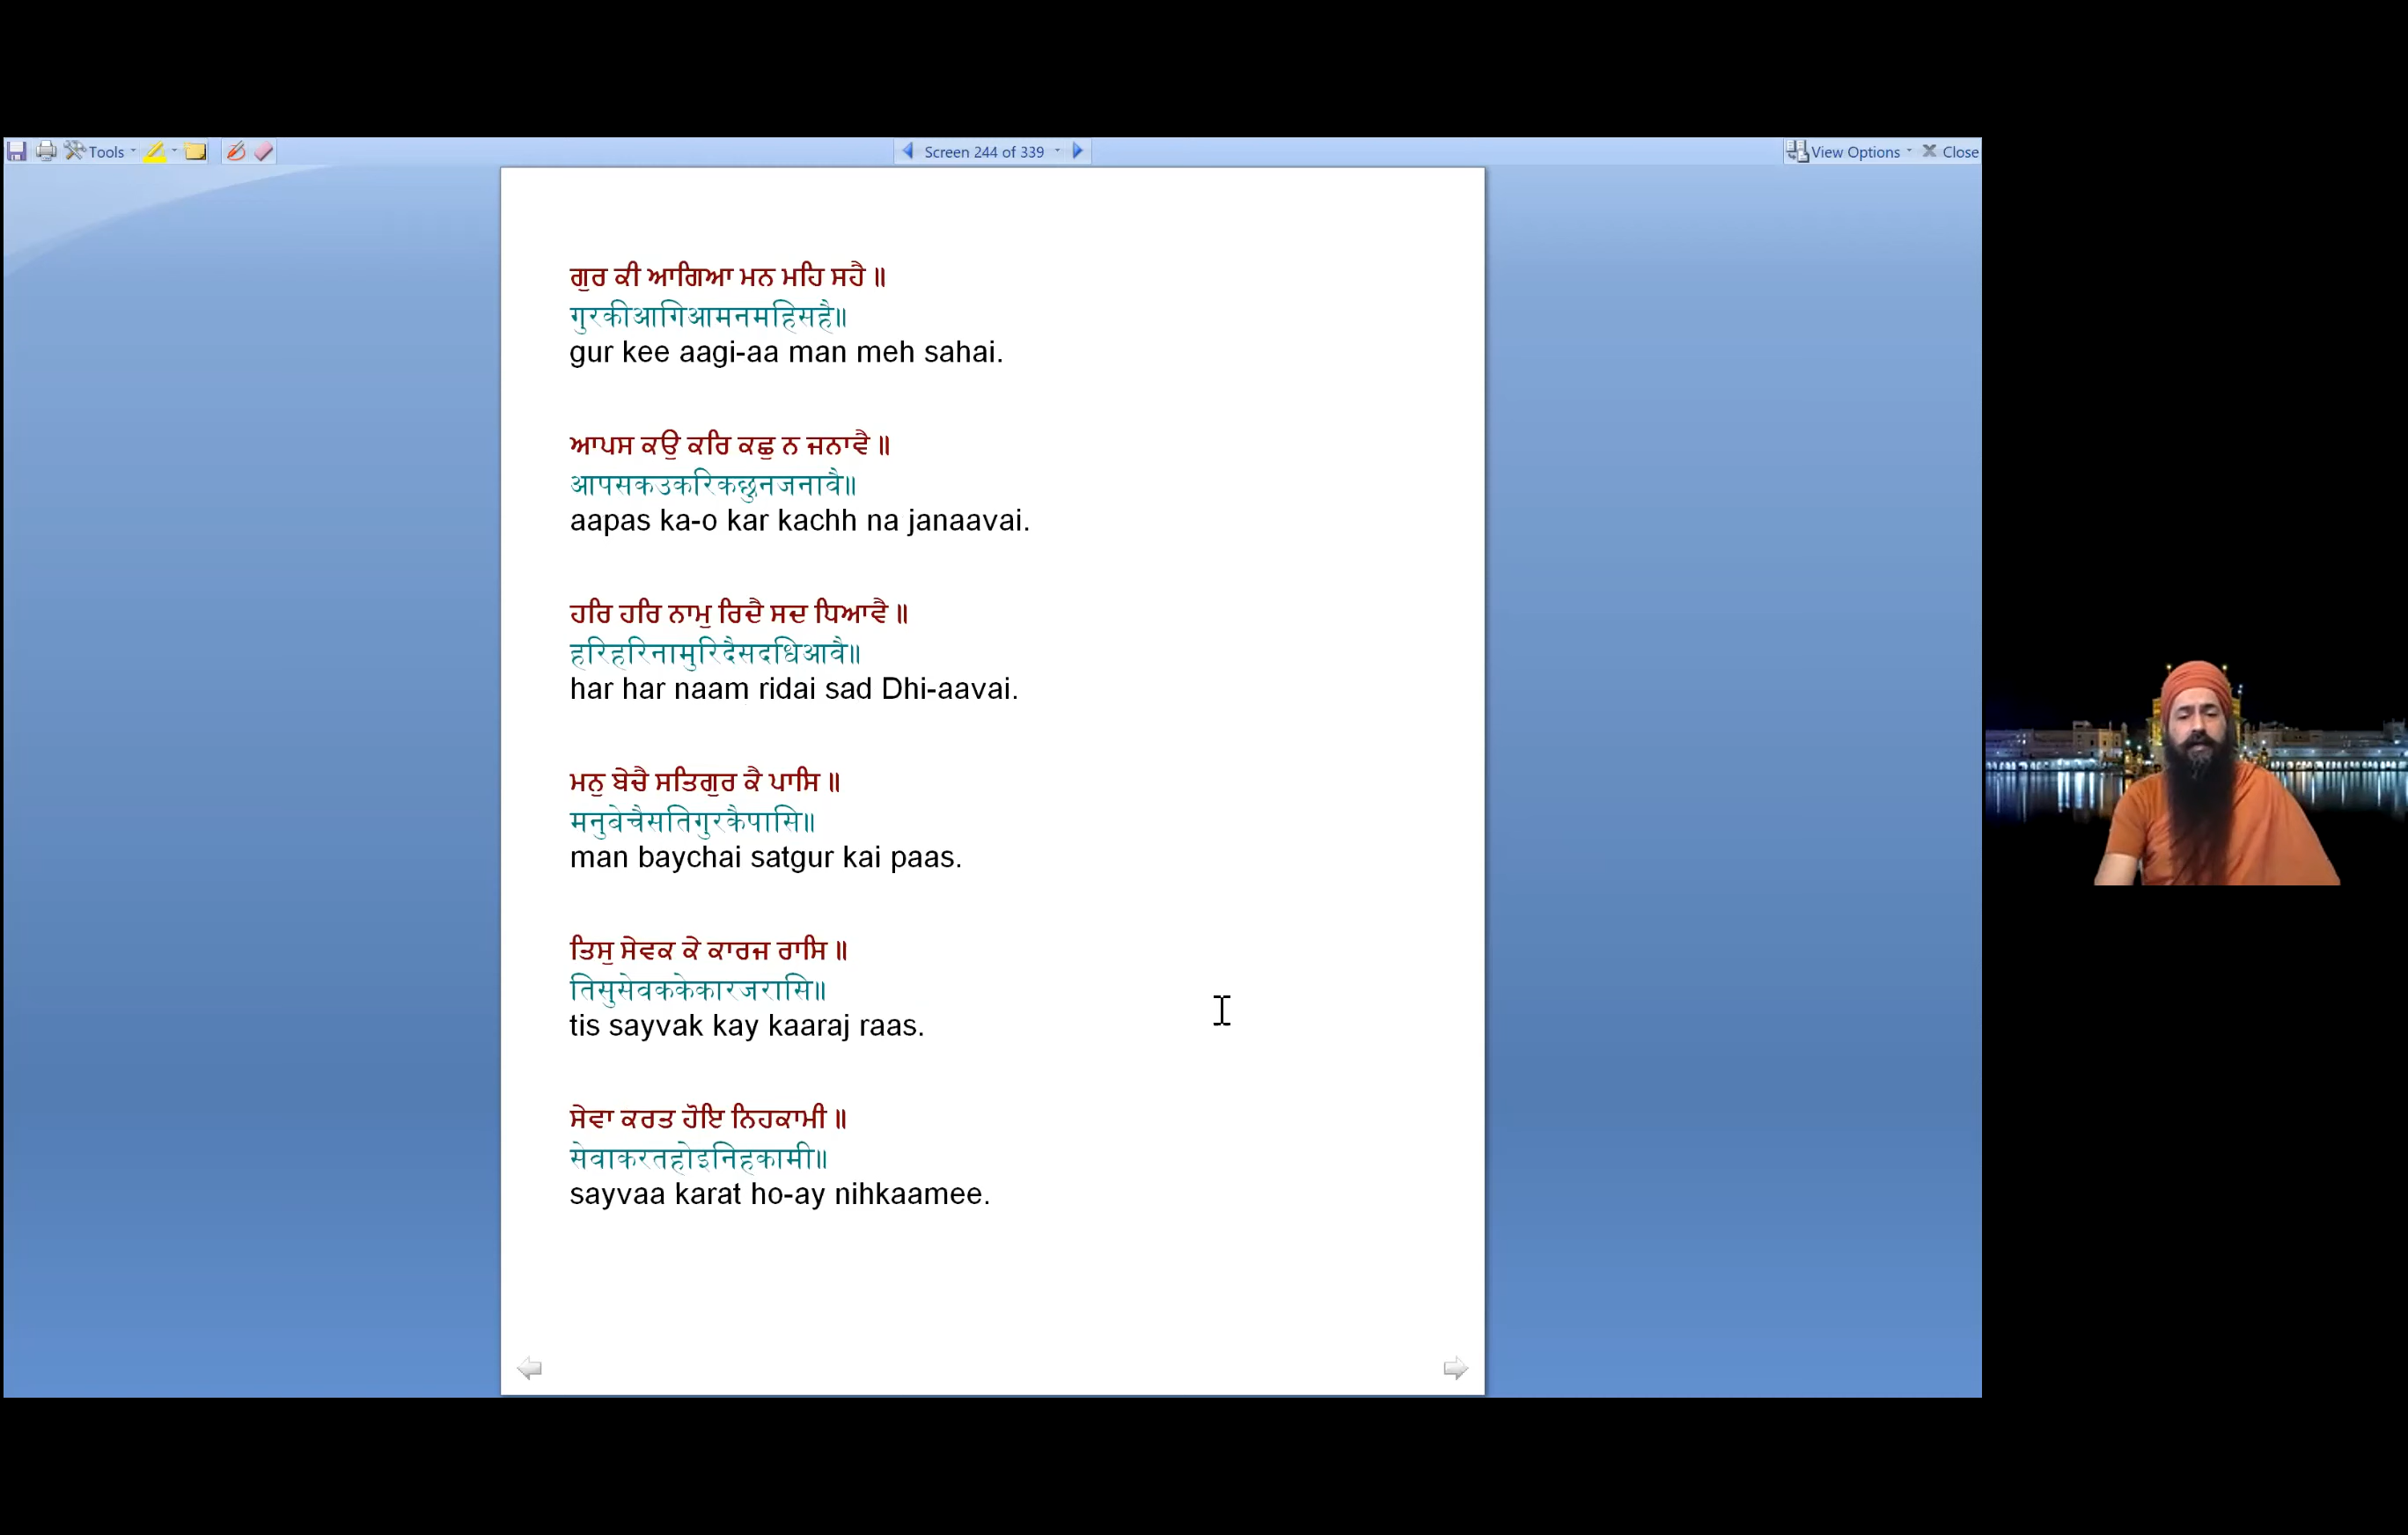 Tools
Screen 244 of 339
View Options
Close
ਗੁਰ ਕੀ ਆਗਿਆ ਮਨ ਮਹਿ ਸਹੈ ॥
गुरकीआगिआमनमहिसहै॥
gur kee aagi-aa man meh sahai.
ਆਪਸ ਕਉ ਕਰਿ ਕਛੁ ਨ ਜਨਾਵੈ ॥
आपसकउकरिकछुनजनावै॥
aapas ka-o kar kachh na janaavai.
ਹਰਿ ਹਰਿ ਨਾਮੁ ਰਿਦੈ ਸਦ ਧਿਆਵੈ ॥
हरिहरिनामुरिदैसदधिआवै॥
har har naam ridai sad Dhi-aavai.
ਮਨੁ ਬੇਚੈ ਸਤਿਗੁਰ ਕੈ ਪਾਸਿ ॥
मनुबेचैसतिगुरकैपासि॥
man baychai satgur kai paas.
ਤਿਸੁ ਸੇਵਕ ਕੇ ਕਾਰਜ ਰਾਸਿ ॥
तिसुसेवककेकारजरासि॥
tis sayvak kay kaaraj raas.
ਸੇਵਾ ਕਰਤ ਹੋਇ ਨਿਹਕਾਮੀ ॥
सेवाकरतहोइनिहकामी॥
sayvaa karat ho-ay nihkaamee.